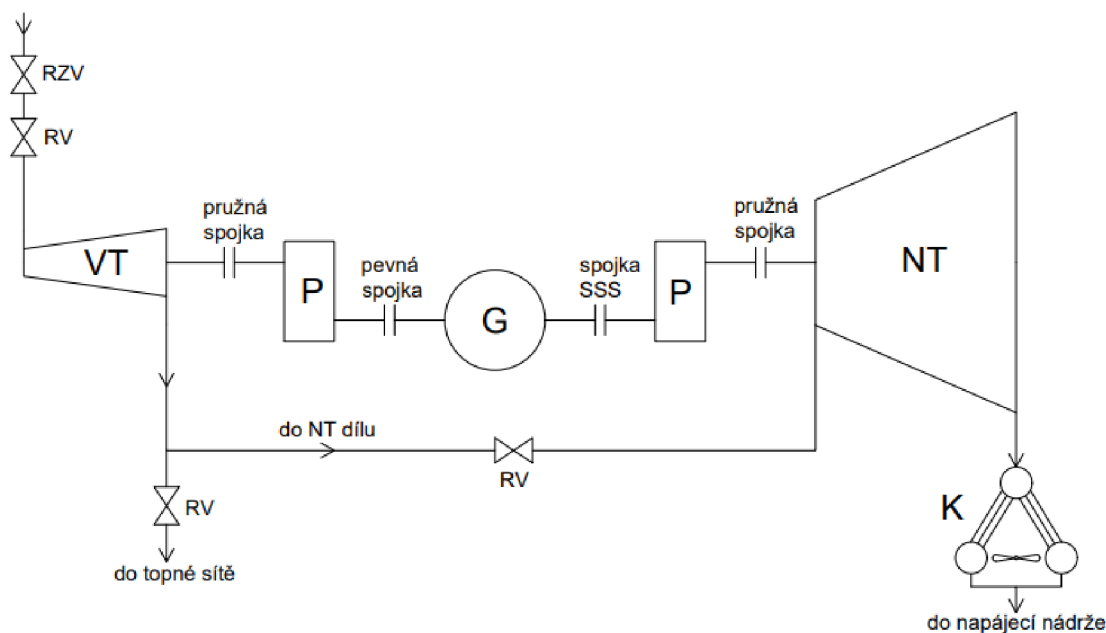 RZV
RV
pružná
spojka
VT
P
pevná
spojka
G
spojka
SSS
P
pružná
spojka
NT
do NT dílu
RV
RV
do topné sítě
K
do napájecí nádrže